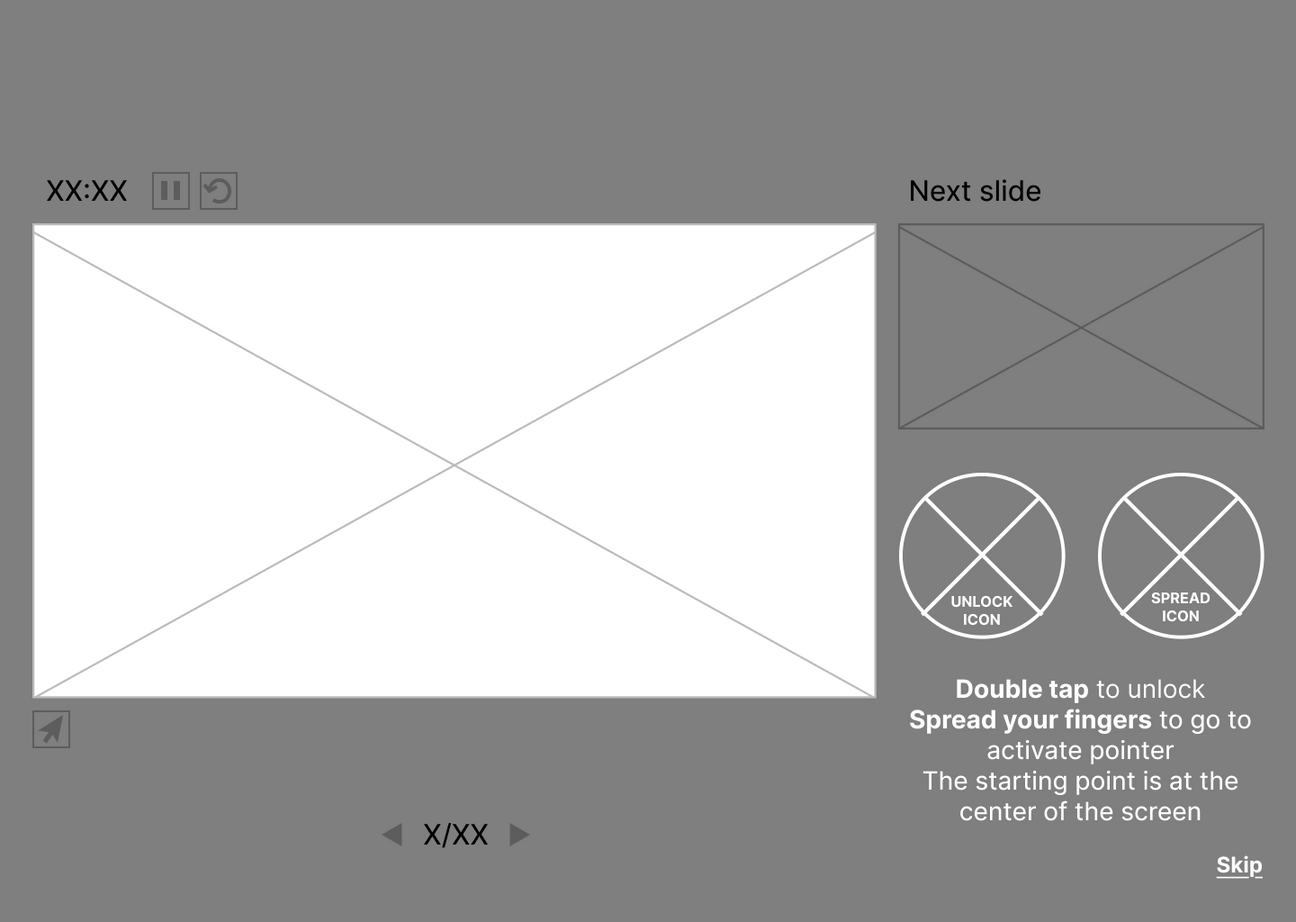 XX:XX
Next slide
UNLOCK
ICON
SPREAD
ICON
Double tap to unlock
Spread your fingers to go to
activate pointer
The starting point is at the
center of the screen
X/XX
Skip